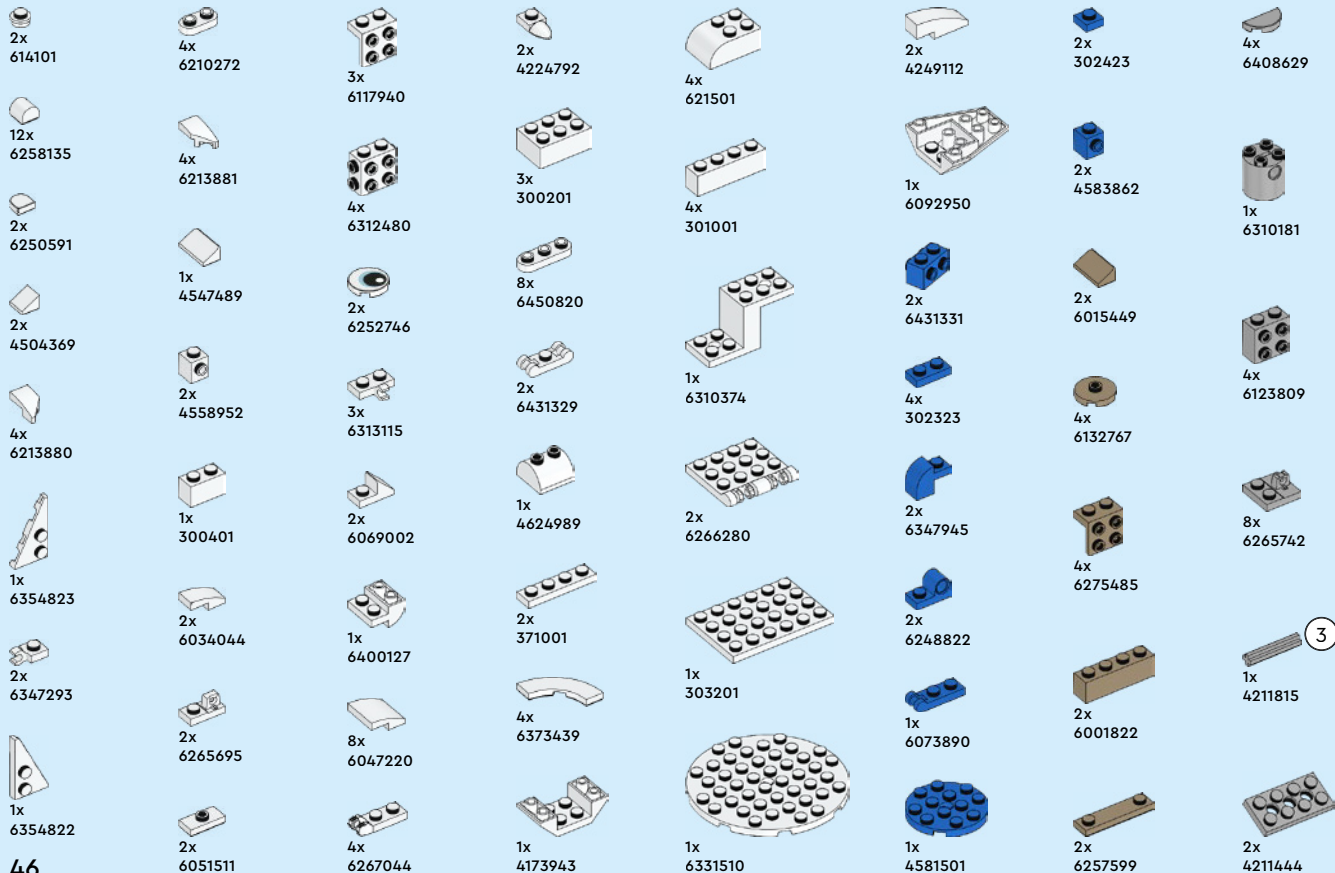 2x
614101
12x
6258135
2x
6250591
2x
4504369
4x
6213880
1x
6354823
2x
6347293
1x
6354822
46
4x
6210272
4x
6213881
1x
4547489
2x
4558952
1x
300401
2x
6034044
2x
6265695
2x
6051511
3x
6117940
4x
6312480
2x
6252746
3x
6313115
2x
6069002
1x
6400127
8x
6047220
4x
6267044
2x
4224792
3x
300201
8x
6450820
2x
6431329
1x
4624989
2x
371001
4x
6373439
1x
4173943
4x
621501
4x
301001
1x
6310374
2x
6266280
1x
303201
1x
6331510
2x
4249112
1x
6092950
2x
6431331
4x
302323
2x
6347945
2x
6248822
1x
6073890
1x
4581501
2x
302423
2x
4583862
2x
6015449
4x
6132767
4x
6275485
2x
6001822
2x
6257599
4x
6408629
1x
6310181
4x
6123809
8x
6265742
3
1x
4211815
2x
4211444